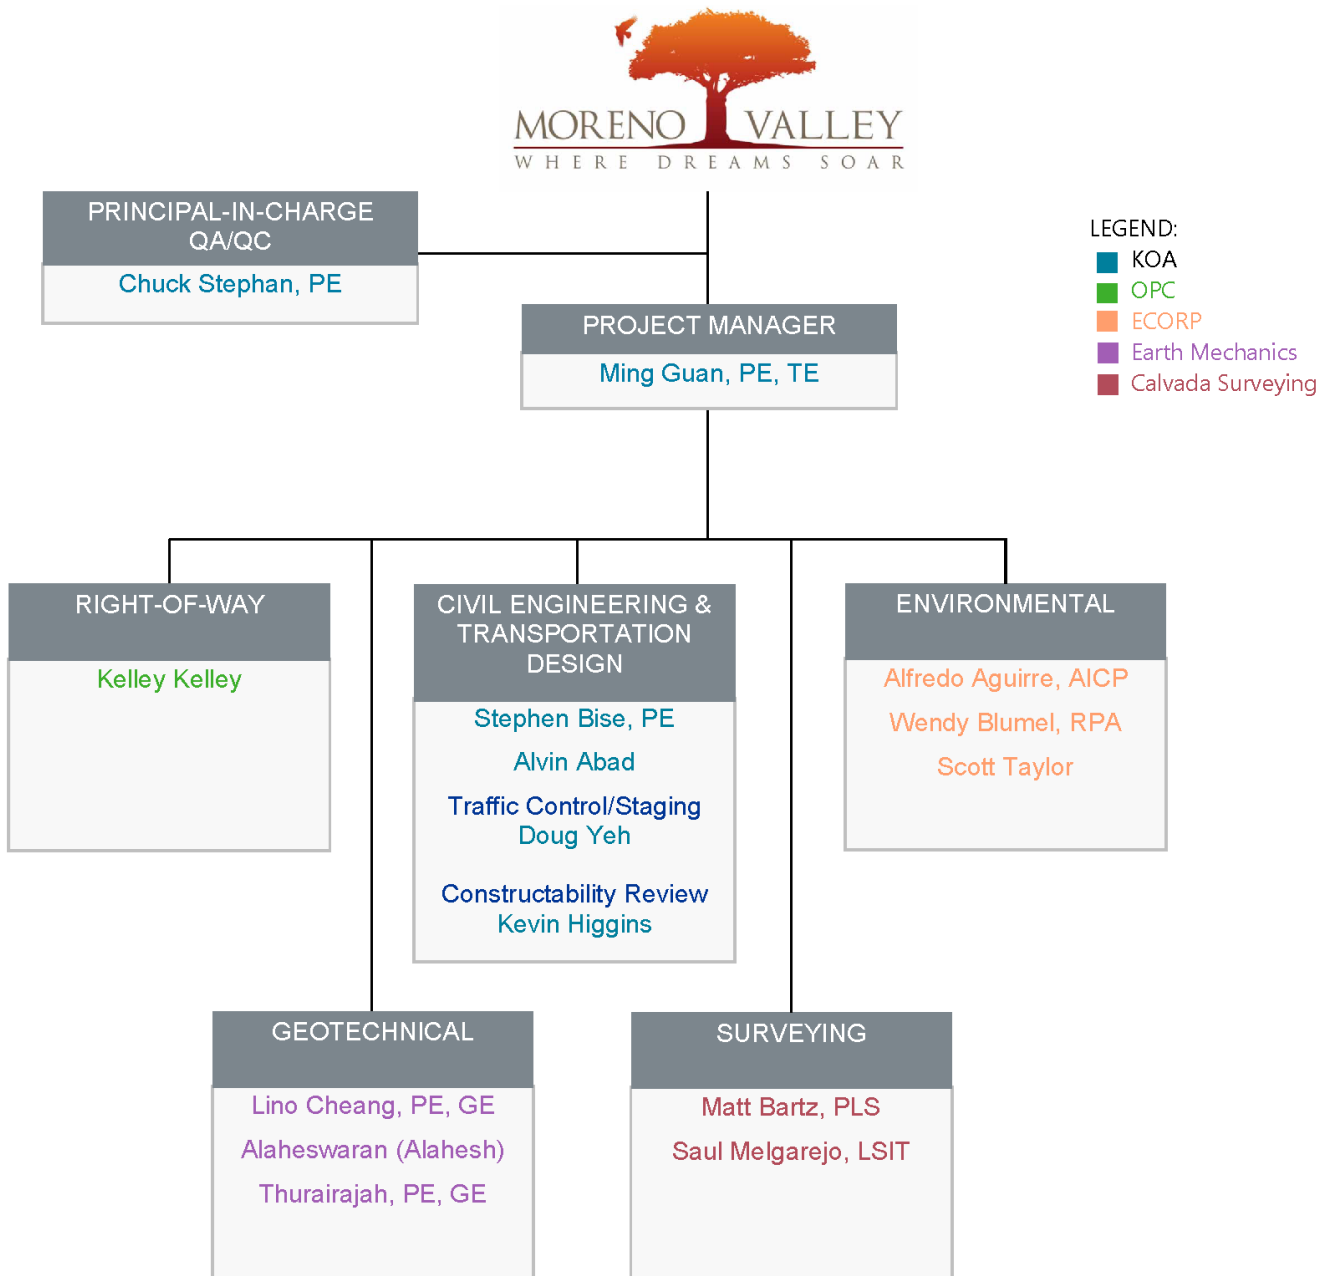 MORENO VALLEY
WHERE DREAMS SOAR
PRINCIPAL-IN-CHARGE
QA/QC
Chuck Stephan, PE
LEGEND:
KOA
OPC
ECORP
Earth Mechanics
Calvada Surveying
PROJECT MANAGER
Ming Guan, PE, TE
RIGHT-OF-WAY
Kelley Kelley
CIVIL ENGINEERING &
TRANSPORTATION
DESIGN
Stephen Bise, PE
Alvin Abad
Traffic Control/Staging
Doug Yeh
Constructability Review
Kevin Higgins
ENVIRONMENTAL
Alfredo Aguirre, AICP
Wendy Blumel, RPA
Scott Taylor
GEOTECHNICAL
Lino Cheang, PE, GE
Alaheswaran (Alahesh)
Thurairajah, PE, GE
SURVEYING
Matt Bartz, PLS
Saul Melgarejo, LSIT